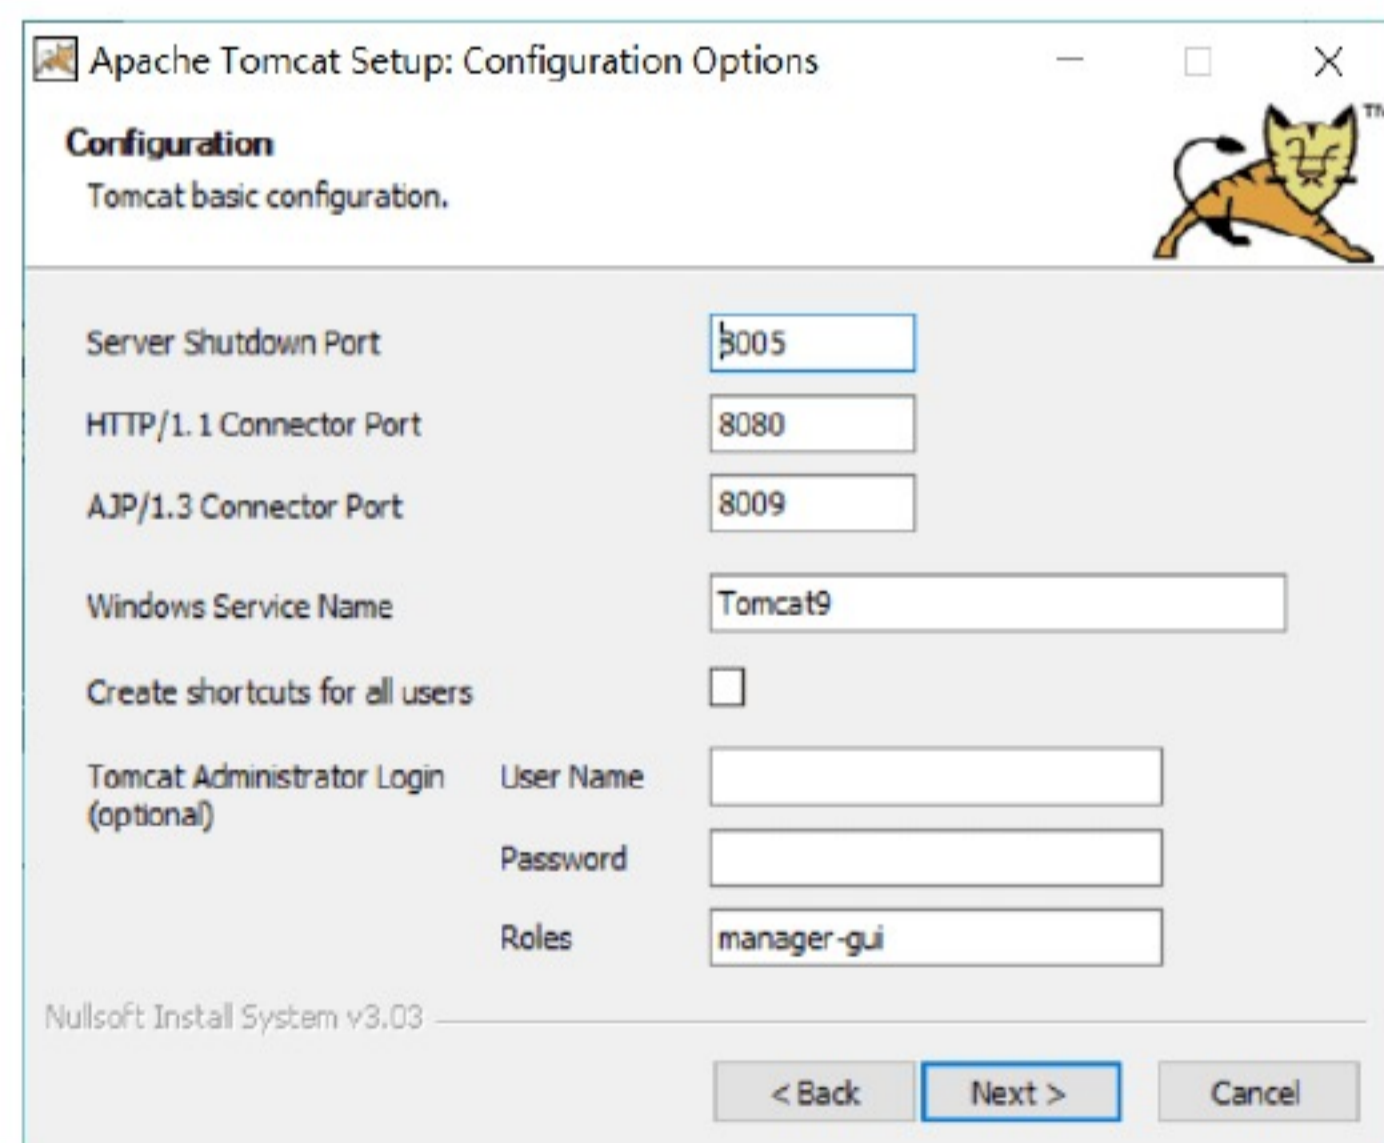 Apache Tomcat Setup: Configuration Options
TM
Configuration
Tomcat basic configuration.
Server Shutdown Port 8005
HTTP/1.1 Connector Port 8080
AJP/1.3 Connector Port 8009
Windows Service Name Tomcat9
Create shortcuts for all users
Tomcat Administrator Login (optional) User Name
Password
Roles manager-gui
Nullsoft Install System v3.03
< Back Next > Cancel